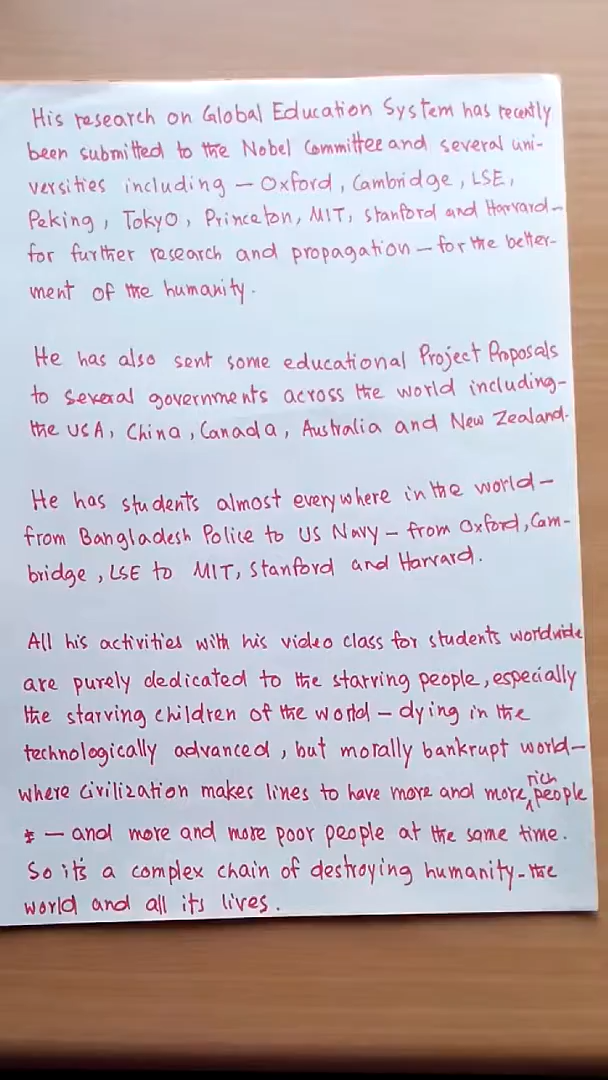 His research on Global Education System has recently
been submitted to the Nobel Committee and several uni-
versities including – Oxford, Cambridge, LSE,
Peking, Tokyo, Princeton, MIT, Stanford and Harvard –
for further research and propagation – for the better-
ment of the humanity.
He has also sent some educational Project Proposals
to several governments across the world including –
the USA, China, Canada, Australia and New Zealand.
He has students almost everywhere in the world –
from Bangladesh Police to US Navy – from Oxford, Cam-
bridge, LSE to MIT, Stanford and Harvard.
All his activities with his video class for students worldwide
are purely dedicated to the starving people, especially
the starving children of the world – dying in the
technologically advanced, but morally bankrupt world –
where civilization makes lines to have more and more rich people
– and more and more poor people at the same time.
So it's a complex chain of destroying humanity – the
world and all its lives.